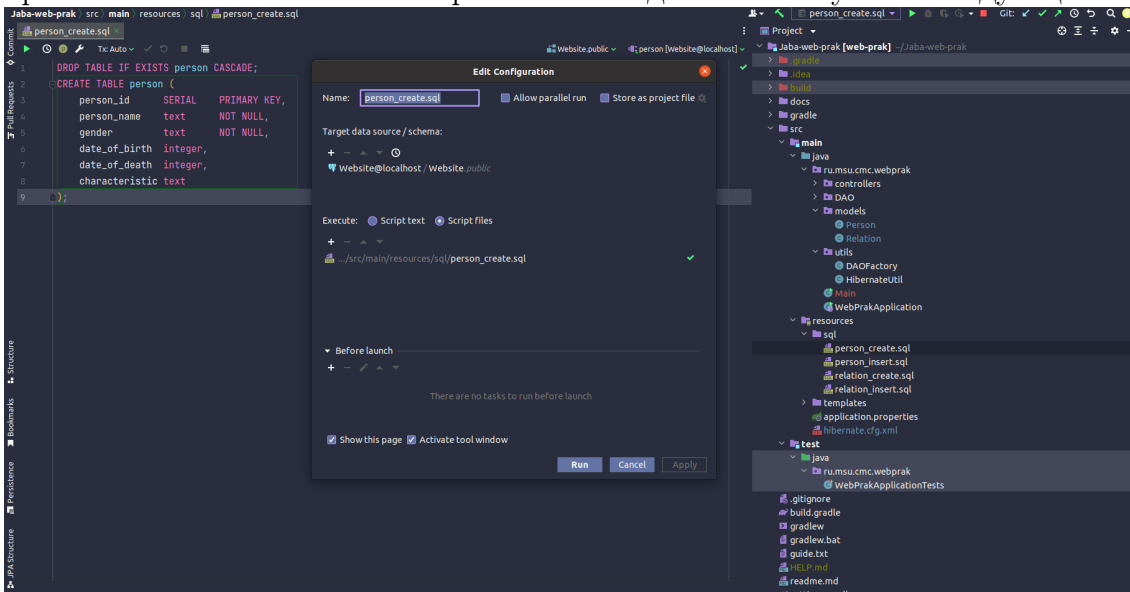 Jaba-web-prak › src › main › resources › sql › person_create.sql
person_create.sql
Git:
person_create.sql ×
Project
Tx: Auto
Website.public
person [Website@localhost]
Commit
Pull Requests
Structure
Bookmarks
Persistence
JPA Structure
1 DROP TABLE IF EXISTS person CASCADE;
2 CREATE TABLE person (
3 person_id SERIAL PRIMARY KEY,
4 person_name text NOT NULL,
5 gender text NOT NULL,
6 date_of_birth integer,
7 date_of_death integer,
8 characteristic text
9 );
Edit Configuration
Name: person_create.sql
Allow parallel run
Store as project file
Target data source / schema:
Website@localhost / Website.public
Execute: Script text Script files
.../src/main/resources/sql/person_create.sql
Before launch
There are no tasks to run before launch
Show this page Activate tool window
Run Cancel Apply
Jaba-web-prak [web-prak] ~/Jaba-web-prak
.gradle
.idea
build
docs
gradle
src
main
java
ru.msu.cmc.webprak
controllers
DAO
models
Person
Relation
utils
DAOFactory
HibernateUtil
Main
WebPrakApplication
resources
sql
person_create.sql
person_insert.sql
relation_create.sql
relation_insert.sql
templates
application.properties
hibernate.cfg.xml
test
java
ru.msu.cmc.webprak
WebPrakApplicationTests
.gitignore
build.gradle
gradlew
gradlew.bat
guide.txt
HELP.md
readme.md